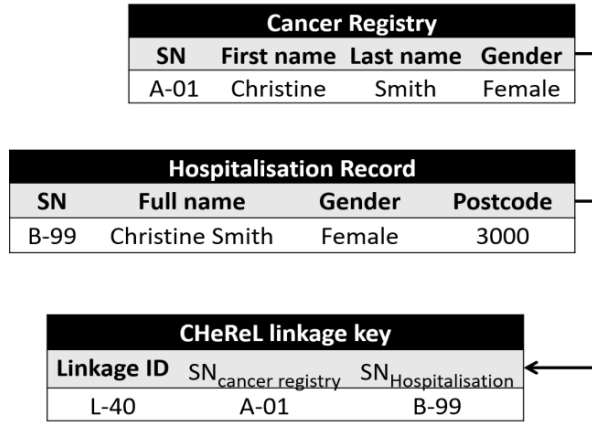 Cancer Registry
SN First name Last name Gender
A-01 Christine Smith Female
Hospitalisation Record
SN Full name Gender Postcode
B-99 Christine Smith Female 3000
CHeReL linkage key
Linkage ID SNcancer registry SNHospitalisation
L-40 A-01 B-99